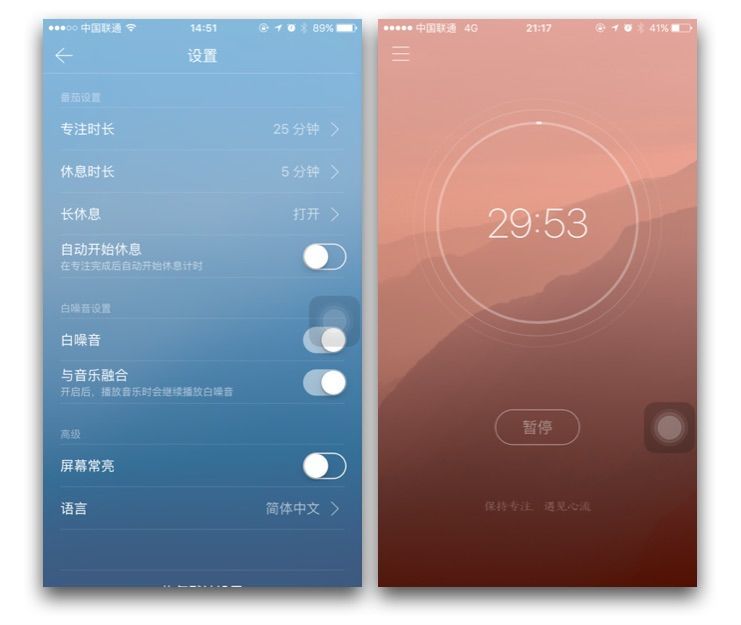 中国联通 14:51 89%
设置
番茄设置
专注时长 25 分钟
休息时长 5 分钟
长休息 打开
自动开始休息
在专注完成后自动开始休息计时
白噪音设置
白噪音
与音乐融合
开启后，播放音乐时会继续播放白噪音
高级
屏幕常亮
语言 简体中文
中国联通 4G 21:17 41%
29:53
暂停
保持专注，遇见心流